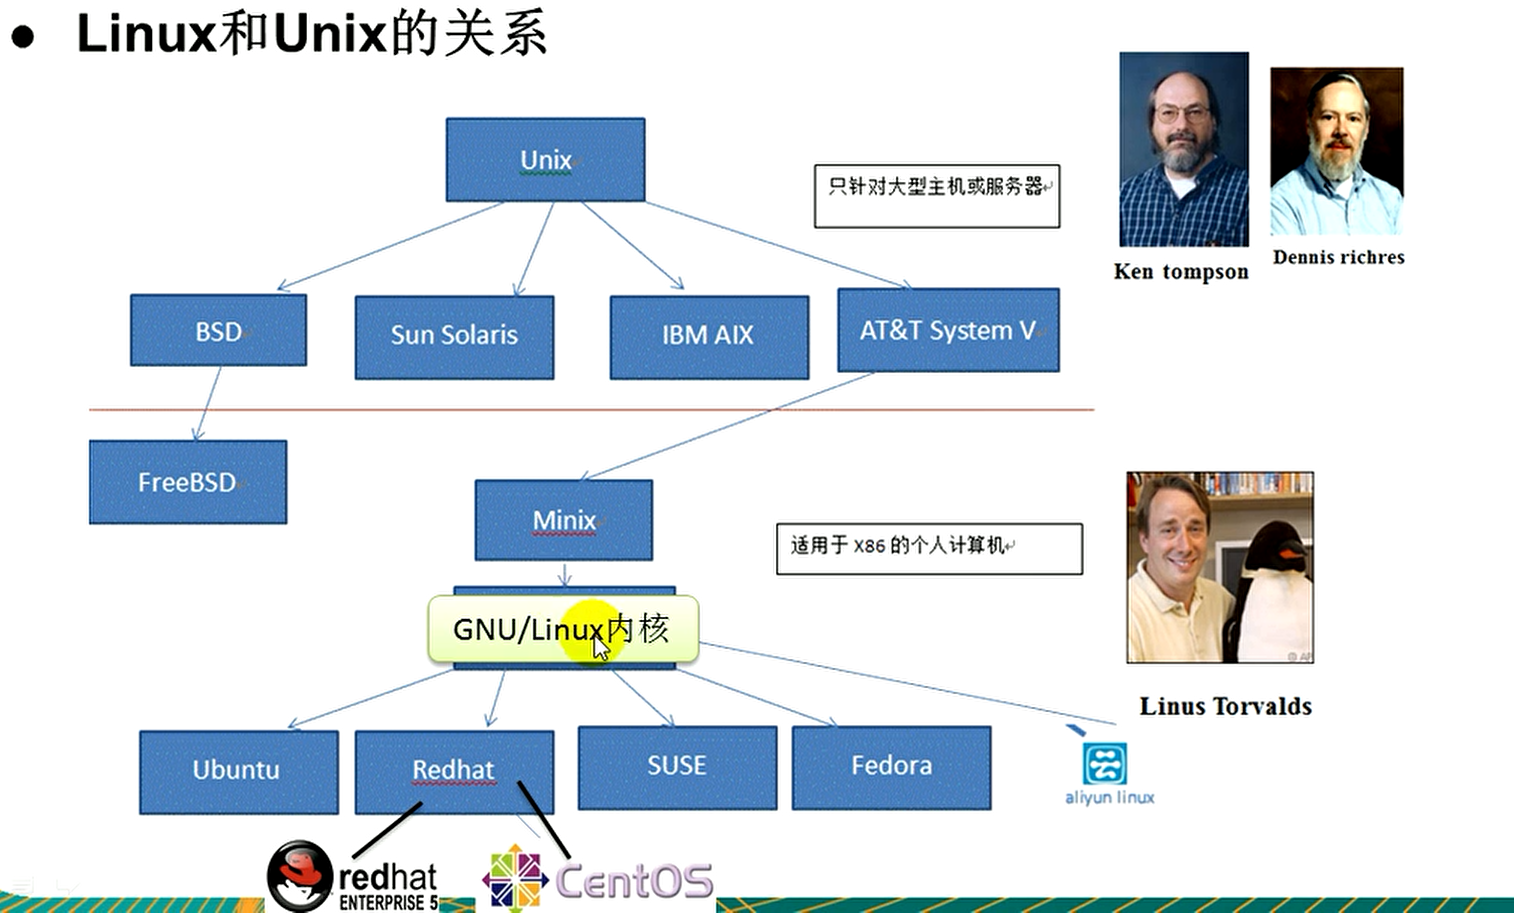 ● Linux和Unix的关系
Unix
只针对大型主机或服务器
Ken tompson
Dennis richres
BSD
Sun Solaris
IBM AIX
AT&T System V
FreeBSD
Minix
适用于 X86 的个人计算机
GNU/Linux内核
© AP
Linus Torvalds
Ubuntu
Redhat
SUSE
Fedora
aliyun linux
redhat
ENTERPRISE 5
CentOS